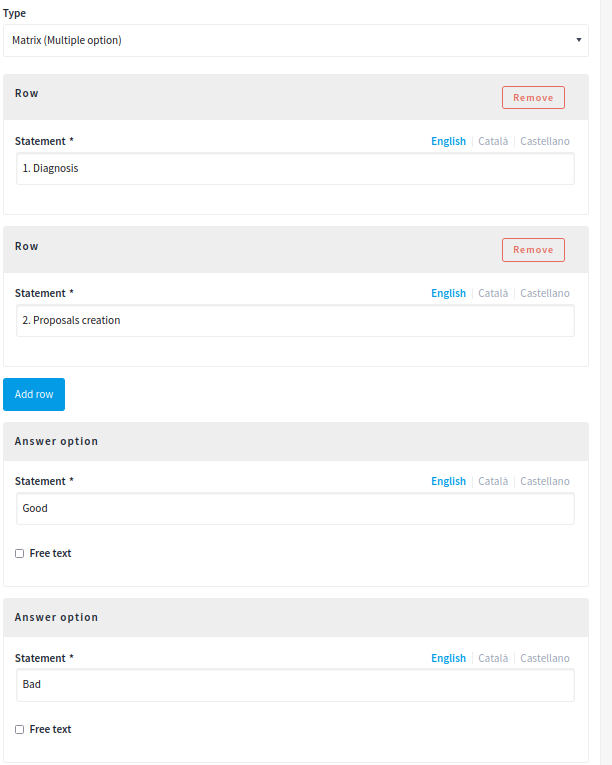 Type
Matrix (Multiple option)
Row
Remove
Statement * English | Català | Castellano
1. Diagnosis
Row
Remove
Statement * English | Català | Castellano
2. Proposals creation
Add row
Answer option
Statement * English | Català | Castellano
Good
Free text
Answer option
Statement * English | Català | Castellano
Bad
Free text